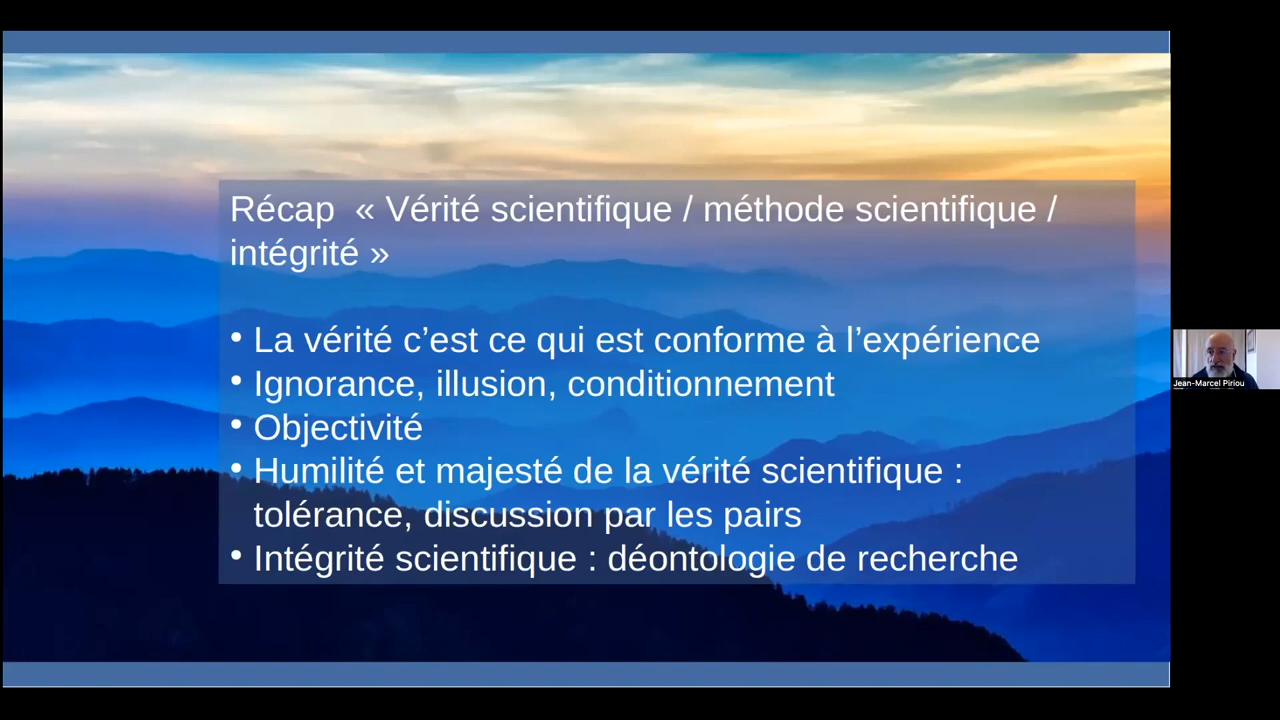 Récap  « Vérité scientifique / méthode scientifique /
intégrité »
• La vérité c’est ce qui est conforme à l’expérience
• Ignorance, illusion, conditionnement
• Objectivité
• Humilité et majesté de la vérité scientifique :
tolérance, discussion par les pairs
• Intégrité scientifique : déontologie de recherche
Jean-Marcel Piriou